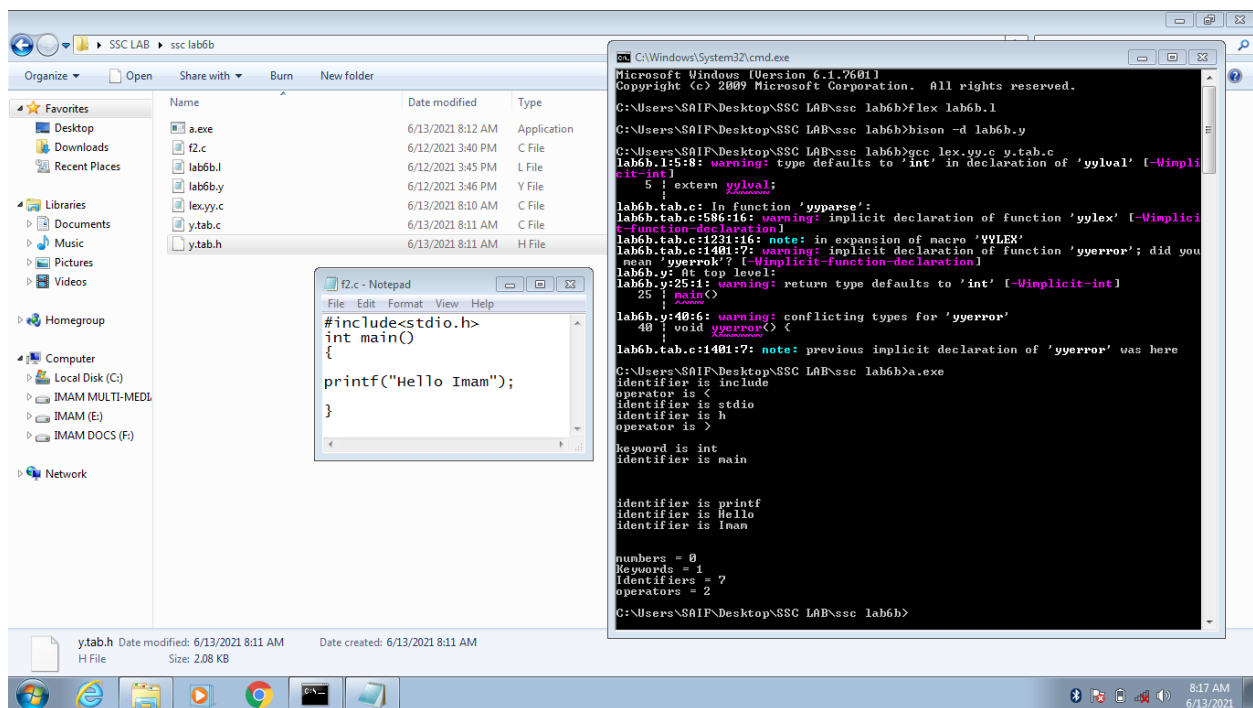 SSC LAB ssc lab6b
Organize Open Share with Burn New folder
Favorites
Desktop
Downloads
Recent Places
Libraries
Documents
Music
Pictures
Videos
Homegroup
Computer
Local Disk (C:)
IMAM MULTI-MEDI
IMAM (E:)
IMAM DOCS (F:)
Network
Name Date modified Type
a.exe 6/13/2021 8:12 AM Application
f2.c 6/12/2021 3:40 PM C File
lab6b.l 6/12/2021 3:45 PM L File
lab6b.y 6/12/2021 3:46 PM Y File
lex.yy.c 6/13/2021 8:10 AM C File
y.tab.c 6/13/2021 8:11 AM C File
y.tab.h 6/13/2021 8:11 AM H File
f2.c - Notepad
File Edit Format View Help
#include<stdio.h>
int main()
{
printf("Hello Imam");
}
C:\Windows\System32\cmd.exe
Microsoft Windows [Version 6.1.7601]
Copyright (c) 2009 Microsoft Corporation. All rights reserved.
C:\Users\SAIF\Desktop\SSC LAB\ssc lab6b>flex lab6b.l
C:\Users\SAIF\Desktop\SSC LAB\ssc lab6b>bison -d lab6b.y
C:\Users\SAIF\Desktop\SSC LAB\ssc lab6b>gcc lex.yy.c y.tab.c
lab6b.l:5:8: warning: type defaults to 'int' in declaration of 'yylval' [-Wimpli
cit-int]
5 | extern yylval;
|
lab6b.tab.c: In function 'yyparse':
lab6b.tab.c:586:16: warning: implicit declaration of function 'yylex' [-Wimplici
t-function-declaration]
lab6b.tab.c:1231:16: note: in expansion of macro 'YYLEX'
lab6b.tab.c:1401:7: warning: implicit declaration of function 'yyerror'; did you
mean 'yyerrok'? [-Wimplicit-function-declaration]
lab6b.y: At top level:
lab6b.y:25:1: warning: return type defaults to 'int' [-Wimplicit-int]
25 | main()
|
lab6b.y:40:6: warning: conflicting types for 'yyerror'
40 | void yyerror() {
|
lab6b.tab.c:1401:7: note: previous implicit declaration of 'yyerror' was here
C:\Users\SAIF\Desktop\SSC LAB\ssc lab6b>a.exe
identifier is include
operator is <
identifier is stdio
identifier is h
operator is >
keyword is int
identifier is main
identifier is printf
identifier is Hello
identifier is Imam
numbers = 0
Keywords = 1
Identifiers = 7
operators = 2
C:\Users\SAIF\Desktop\SSC LAB\ssc lab6b>
y.tab.h Date modified: 6/13/2021 8:11 AM Date created: 6/13/2021 8:11 AM
H File Size: 2.08 KB
8:17 AM
6/13/2021